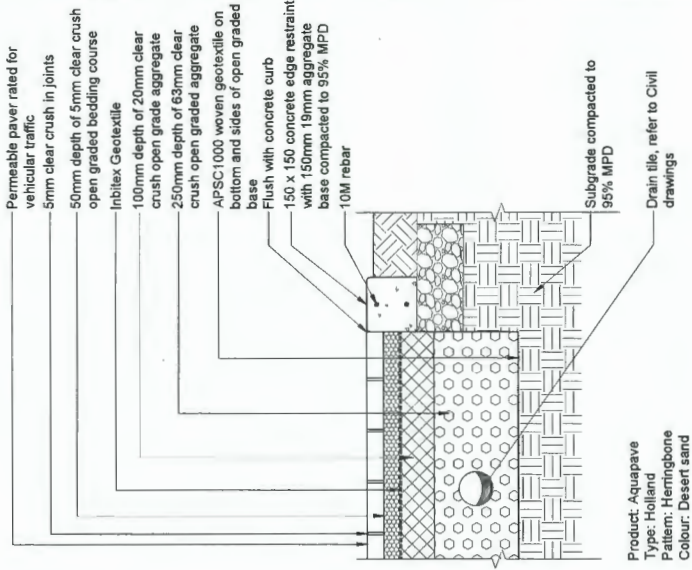 Permeable paver rated for
vehicular traffic
5mm clear crush in joints
50mm depth of 5mm clear crush
open graded bedding course
Inbitex Geotextile
100mm depth of 20mm clear
crush open grade aggregate
250mm depth of 63mm clear
crush open graded aggregate
APSC1000 woven geotextile on
bottom and sides of open graded
base
Flush with concrete curb
150 x 150 concrete edge restraint
with 150mm 19mm aggregate
base compacted to 95% MPD
10M rebar
Subgrade compacted to
95% MPD
Drain tile, refer to Civil
drawings
Product: Aquapave
Type: Holland
Pattern: Herringbone
Colour: Desert sand